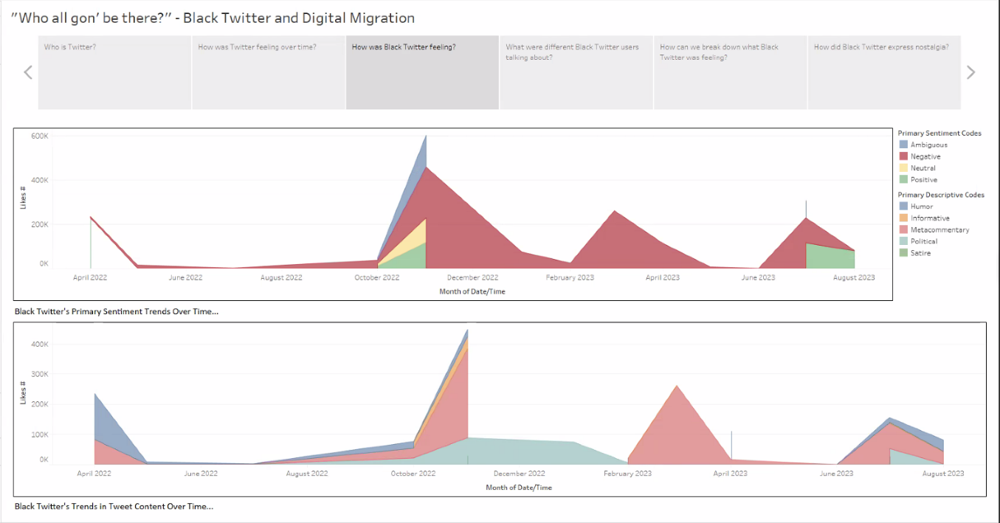 "Who all gon' be there?" - Black Twitter and Digital Migration
Who is Twitter?
How was Twitter feeling over time?
How was Black Twitter feeling?
What were different Black Twitter users
talking about?
How can we break down what Black
Twitter was feeling?
How did Black Twitter express nostalgia?
600K
400K
200K
0K
Likes #
April 2022
June 2022
August 2022
October 2022
December 2022
February 2023
April 2023
June 2023
August 2023
Month of Date/Time
Primary Sentiment Codes
Ambiguous
Negative
Neutral
Positive
Primary Descriptive Codes
Humor
Informative
Metacommentary
Political
Satire
Black Twitter's Primary Sentiment Trends Over Time...
400K
300K
200K
100K
0K
Likes #
April 2022
June 2022
August 2022
October 2022
December 2022
February 2023
April 2023
June 2023
August 2023
Month of Date/Time
Black Twitter's Trends in Tweet Content Over Time...